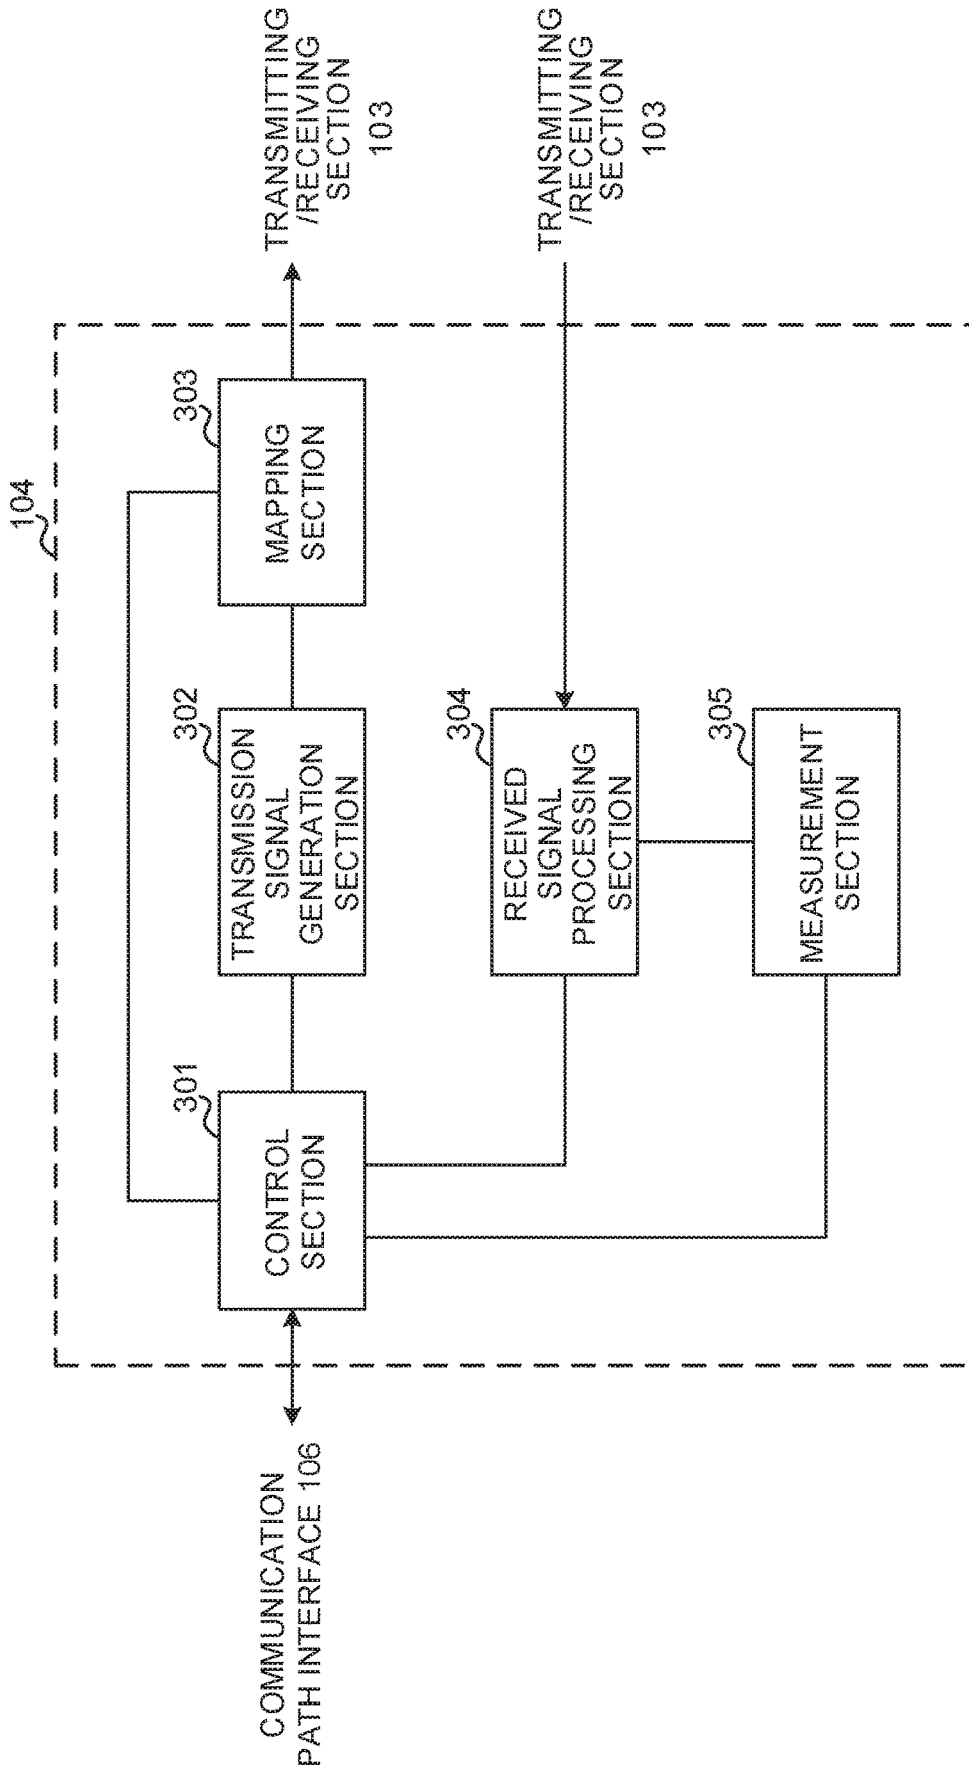 104
COMMUNICATION
PATH INTERFACE 106
301
CONTROL
SECTION
302
TRANSMISSION
SIGNAL
GENERATION
SECTION
303
MAPPING
SECTION
TRANSMITTING
/RECEIVING
SECTION
103
304
RECEIVED
SIGNAL
PROCESSING
SECTION
TRANSMITTING
/RECEIVING
SECTION
103
305
MEASUREMENT
SECTION